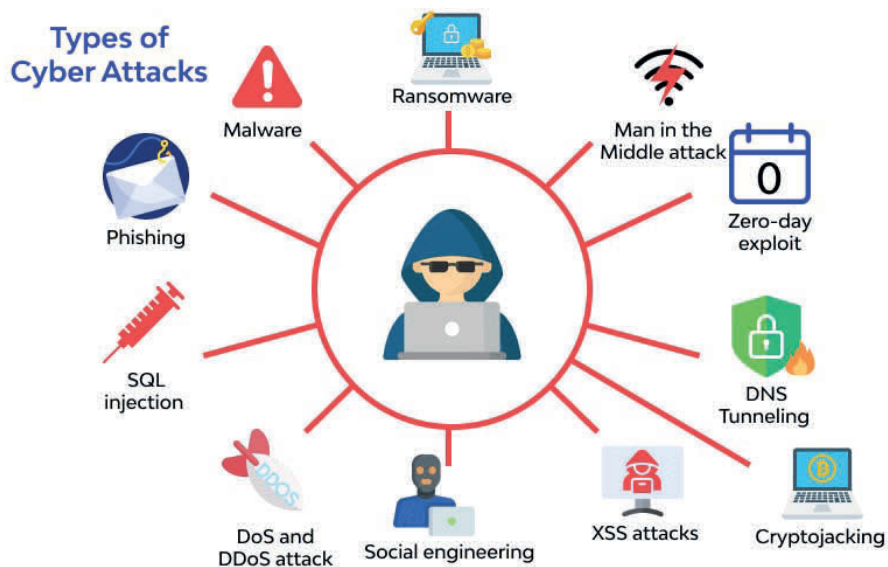 Types of
Cyber Attacks
Malware
Ransomware
Man in the
Middle attack
0
Zero-day
exploit
Phishing
SQL
injection
DNS
Tunneling
DDOS
DoS and
DDoS attack
Social engineering
XSS attacks
Cryptojacking